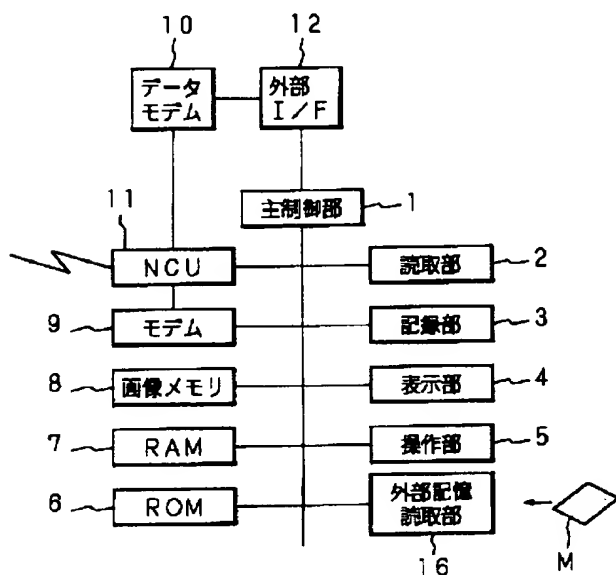 10
12
データ
モデム
外部
I/F
11
主制御部
1
NCU
読取部
2
9
モデム
記録部
3
8
画像メモリ
表示部
4
7
RAM
操作部
5
6
ROM
外部記憶
読取部
16
M